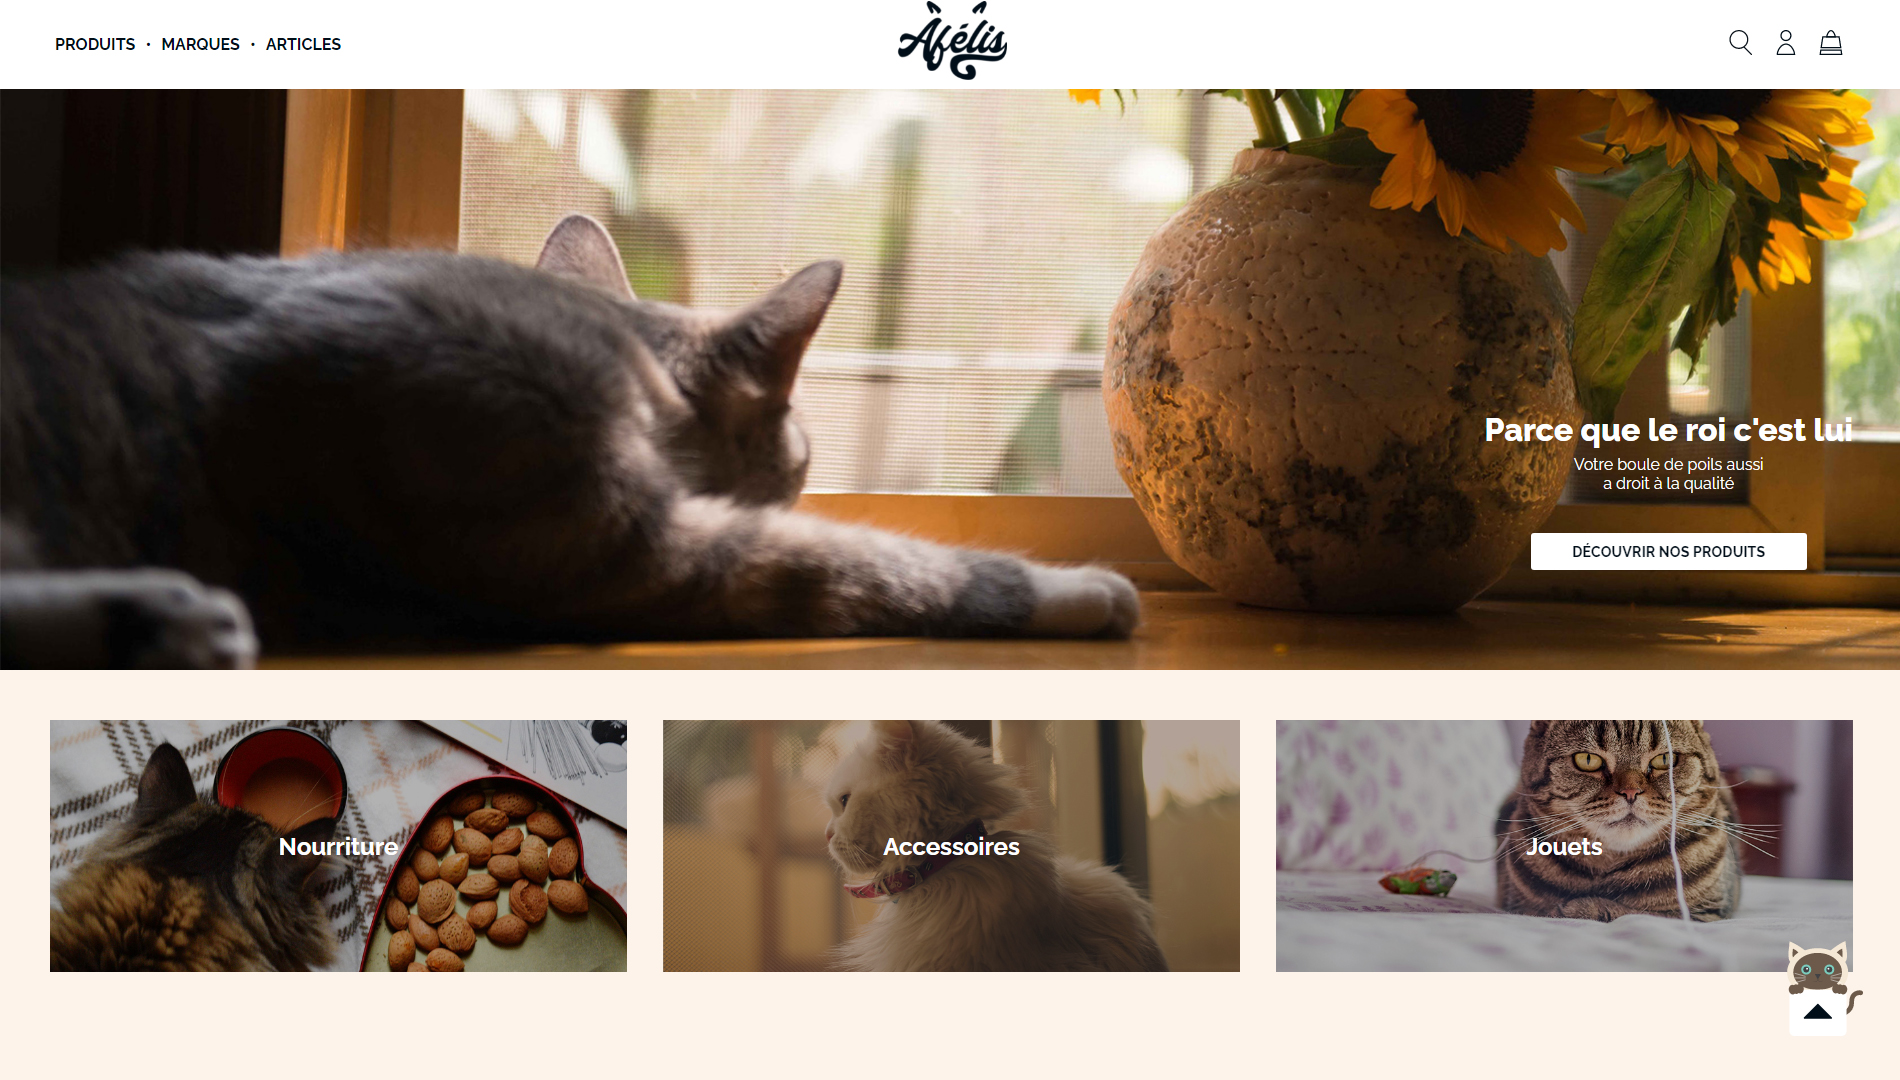 PRODUITS • MARQUES • ARTICLES
Afélis
Parce que le roi c'est lui
Votre boule de poils aussi
a droit à la qualité
DÉCOUVRIR NOS PRODUITS
Nourriture
Accessoires
Jouets